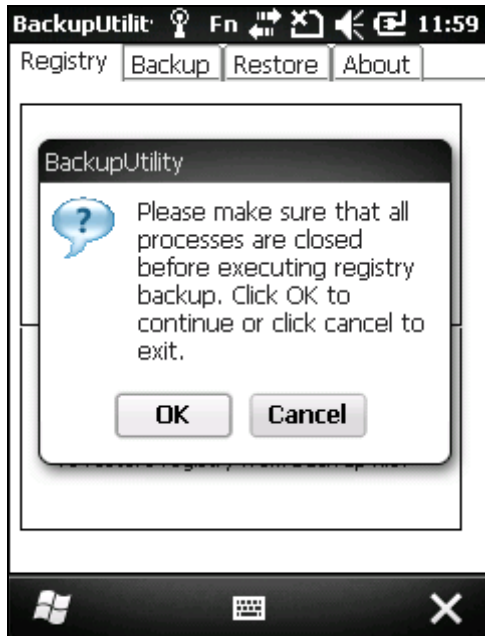 BackupUtilit Fn 11:59
Registry Backup Restore About
BackupUtility
Please make sure that all
processes are closed
before executing registry
backup. Click OK to
continue or click cancel to
exit.
OK Cancel